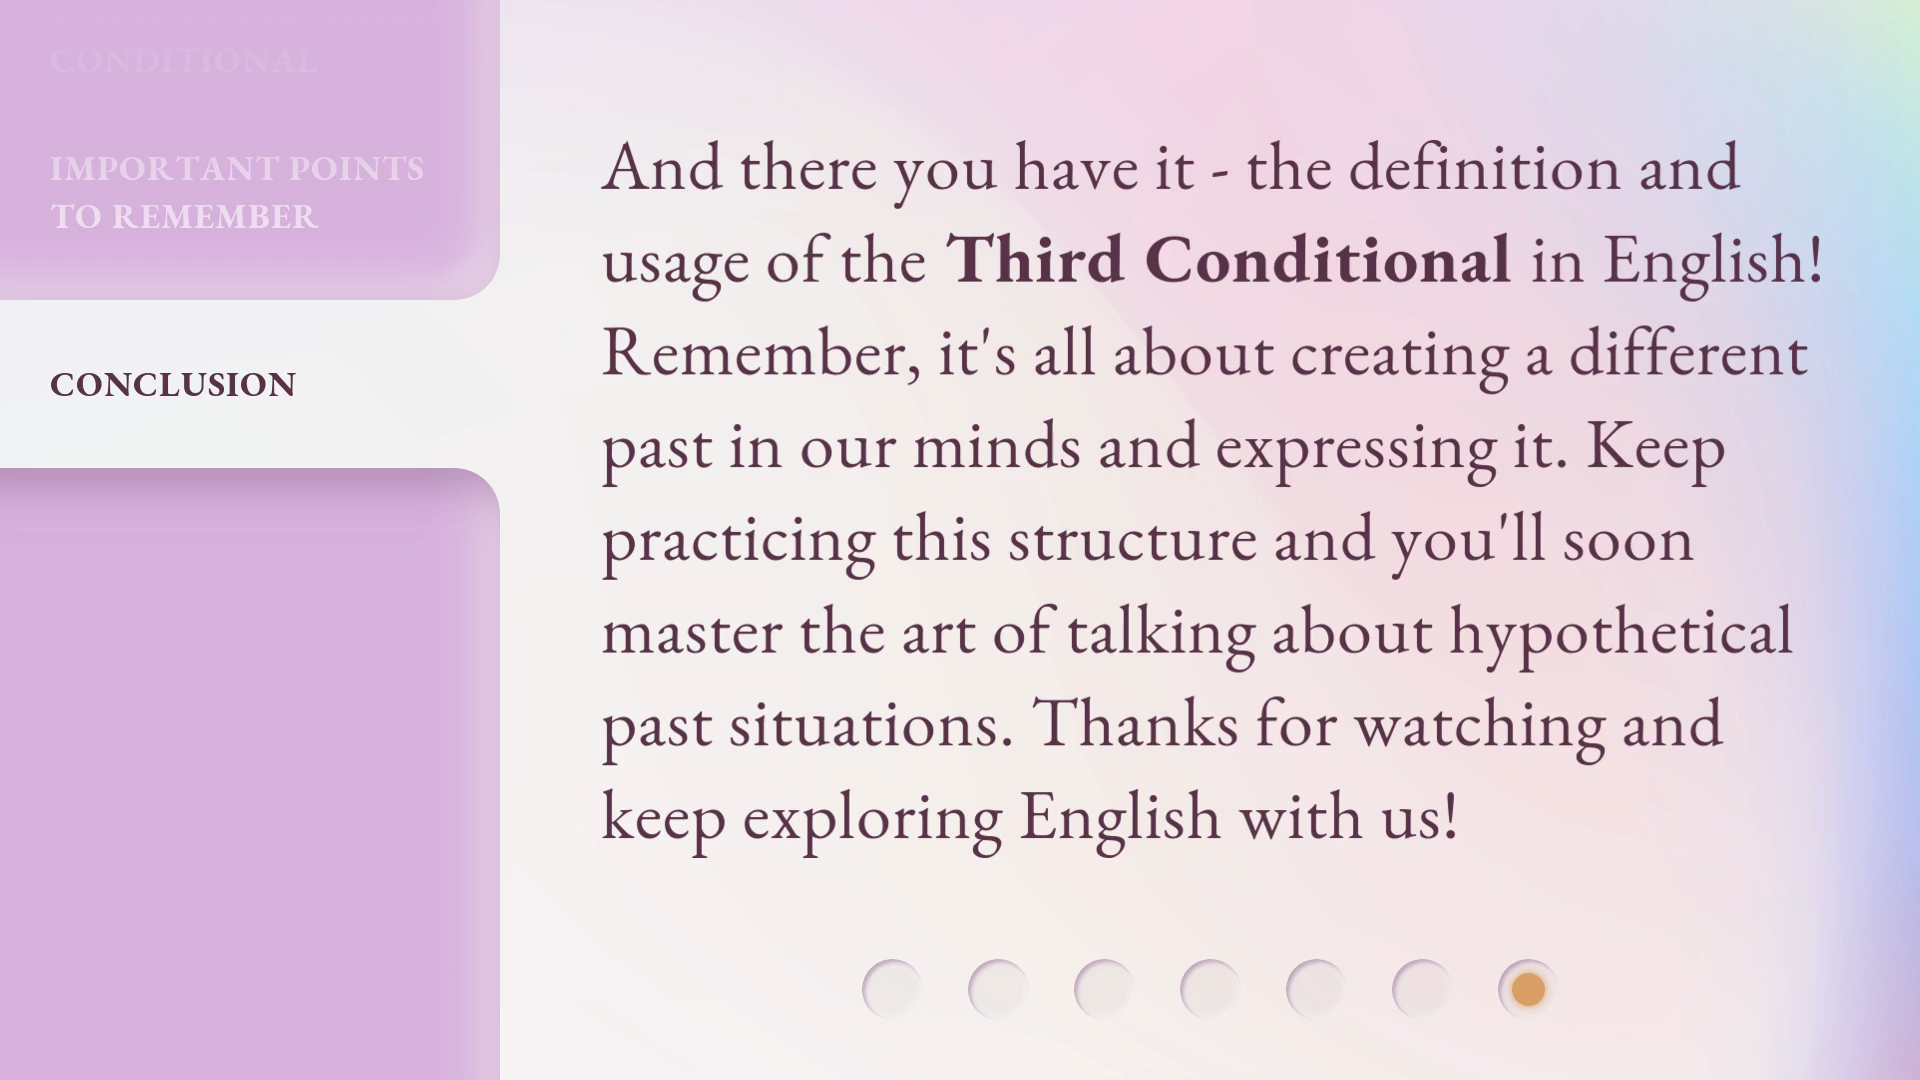 CONDITIONAL
IMPORTANT POINTS
TO REMEMBER
CONCLUSION
And there you have it - the definition and
usage of the Third Conditional in English!
Remember, it's all about creating a different
past in our minds and expressing it. Keep
practicing this structure and you'll soon
master the art of talking about hypothetical
past situations. Thanks for watching and
keep exploring English with us!